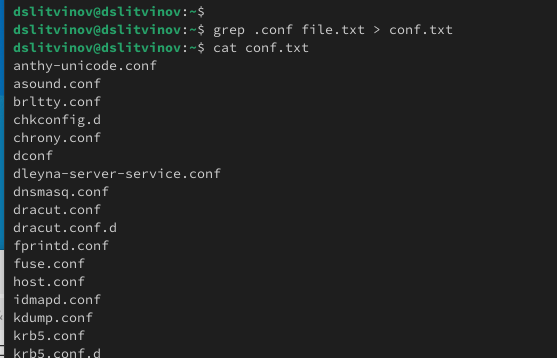 dslitvinov@dslitvinov:~$
dslitvinov@dslitvinov:~$ grep .conf file.txt > conf.txt
dslitvinov@dslitvinov:~$ cat conf.txt
anthy-unicode.conf
asound.conf
brltty.conf
chkconfig.d
chrony.conf
dconf
dleyna-server-service.conf
dnsmasq.conf
dracut.conf
dracut.conf.d
fprintd.conf
fuse.conf
host.conf
idmapd.conf
kdump.conf
krb5.conf
krb5.conf.d